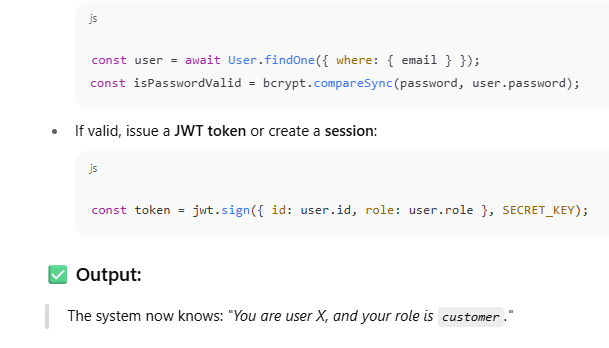 js
const user = await User.findOne({ where: { email } });
const isPasswordValid = bcrypt.compareSync(password, user.password);
If valid, issue a JWT token or create a session:
js
const token = jwt.sign({ id: user.id, role: user.role }, SECRET_KEY);
✅ Output:
The system now knows: "You are user X, and your role is customer."